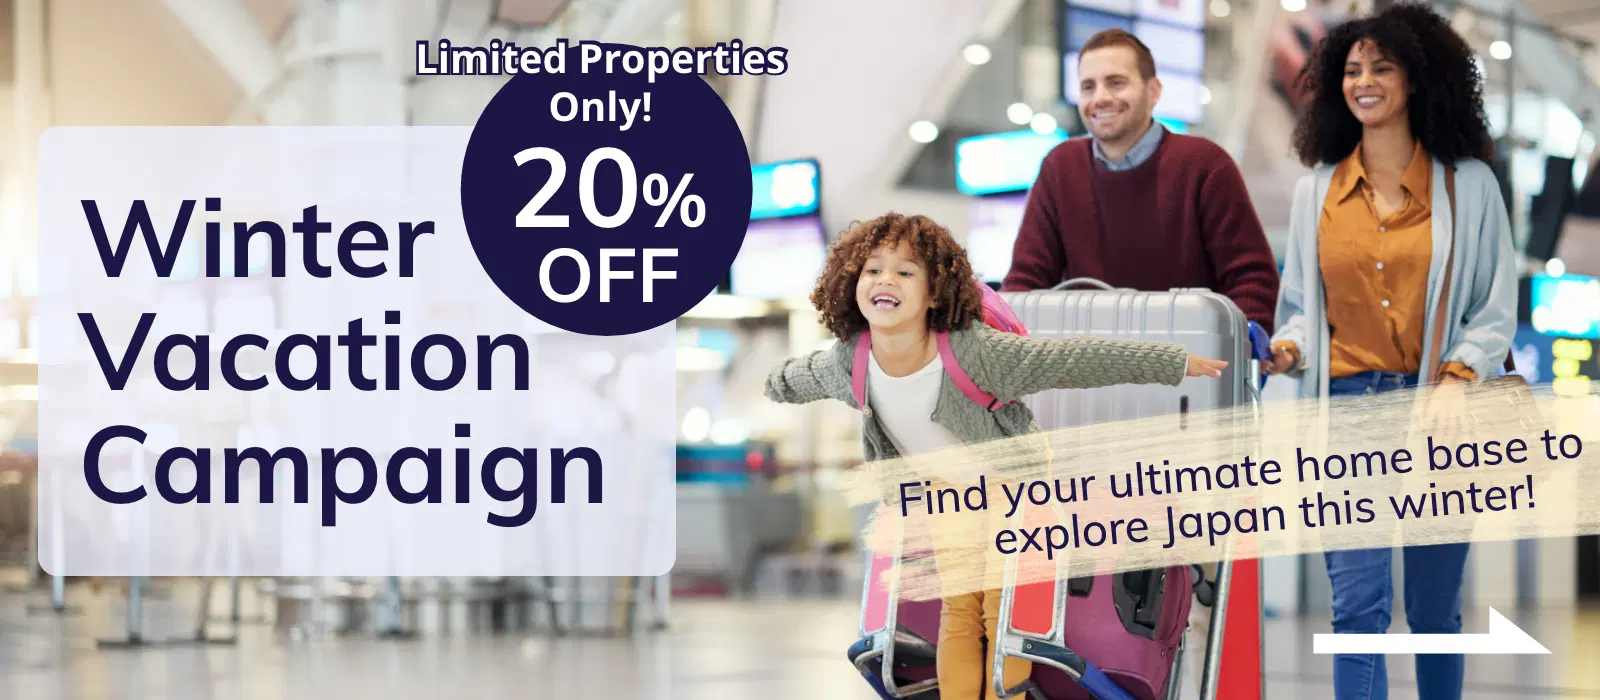 Limited Properties
Only!
20%
OFF
Winter
Vacation
Campaign
Find your ultimate home base to
explore Japan this winter!